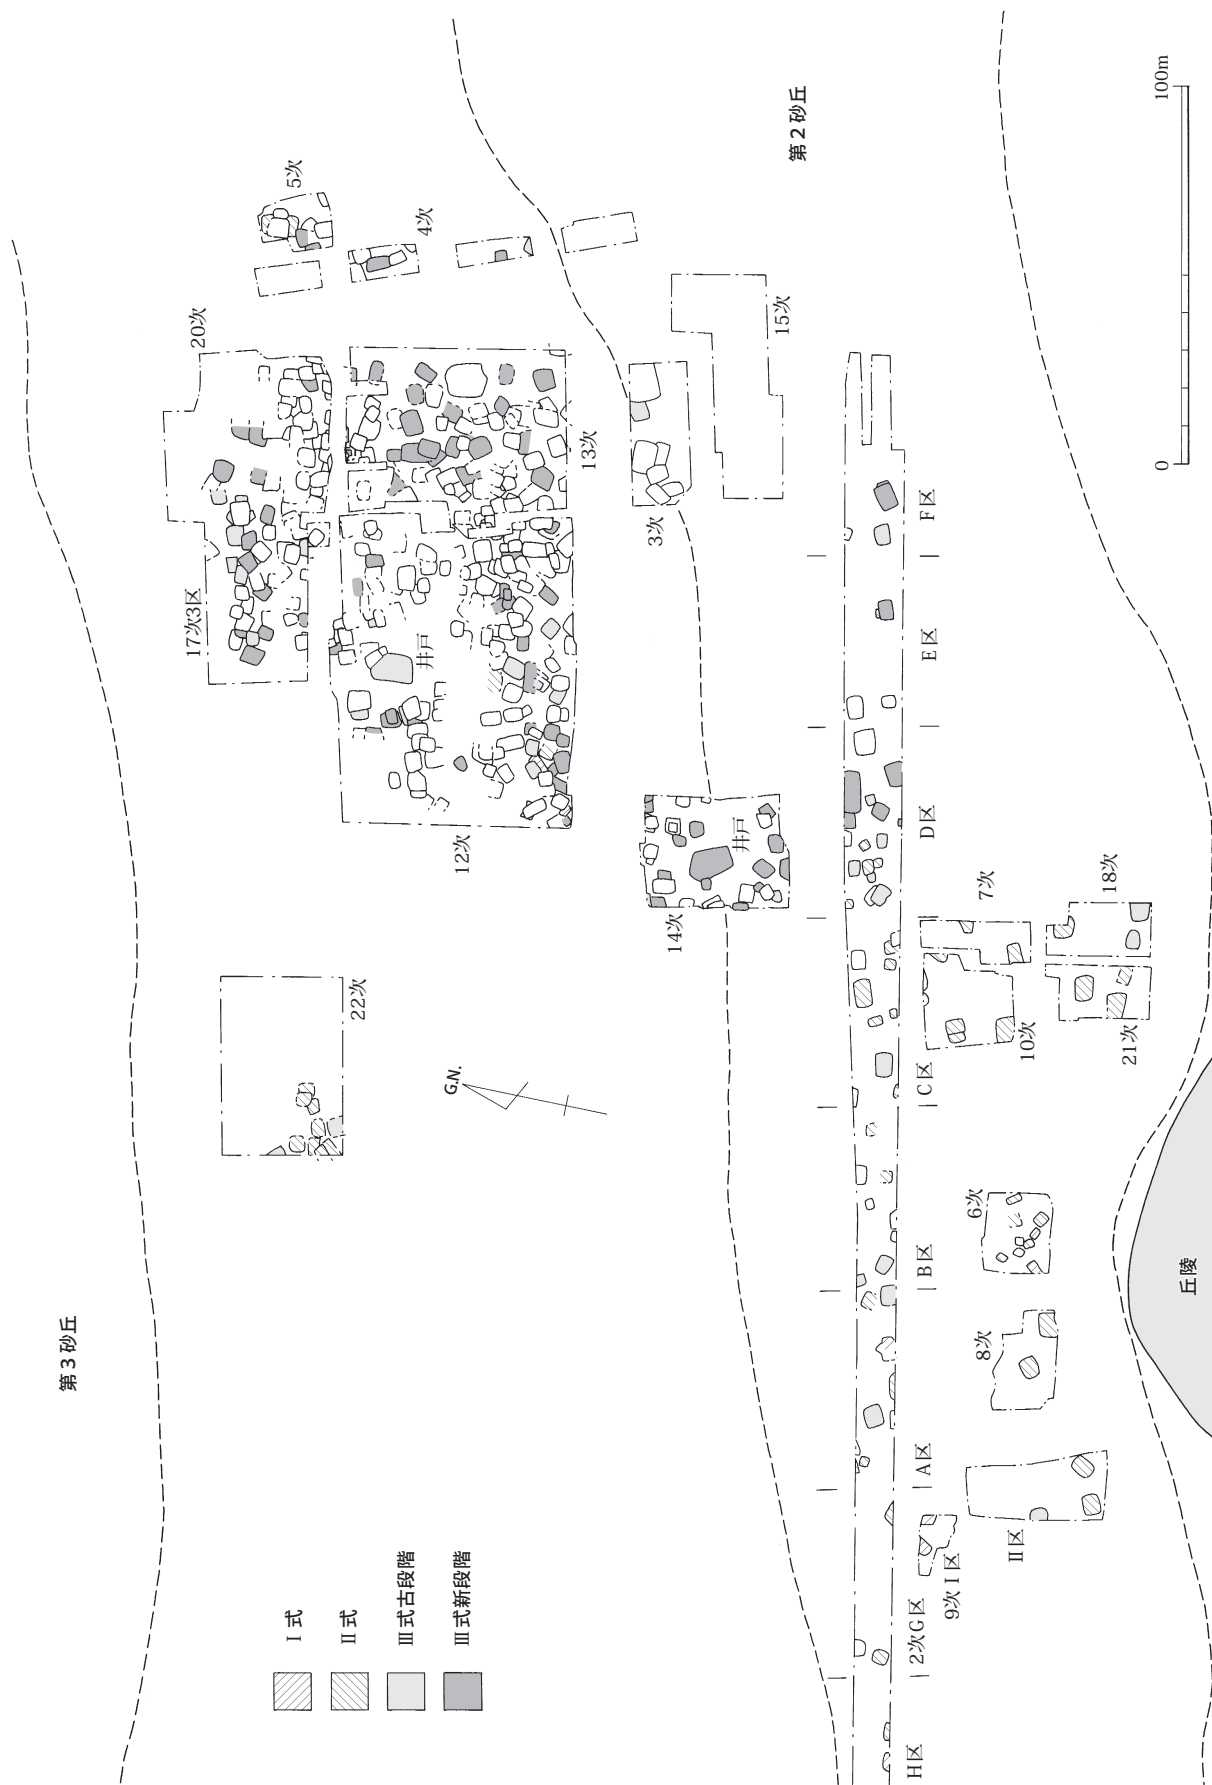 第3砂丘
第2砂丘
丘陵
Ⅰ式
Ⅱ式
Ⅲ式古段階
Ⅲ式新段階
G.N.
0
100m
5次
4次
20次
17次3区
13次
12次
井戸
3次
15次
14次
井戸
22次
7次
18次
10次
21次
6次
8次
Ⅱ区
9次Ⅰ区
2次G区
H区
A区
B区
C区
D区
E区
F区